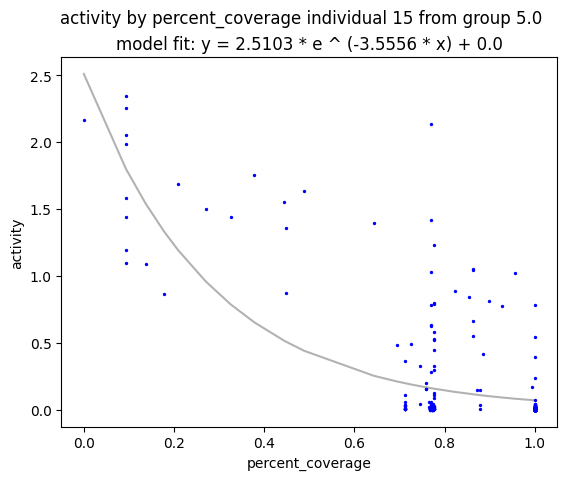 activity by percent_coverage individual 15 from group 5.0
model fit: y = 2.5103 * e ^ (-3.5556 * x) + 0.0
2.5
2.0
1.5
1.0
0.5
0.0
activity
0.0 0.2 0.4 0.6 0.8 1.0
percent_coverage